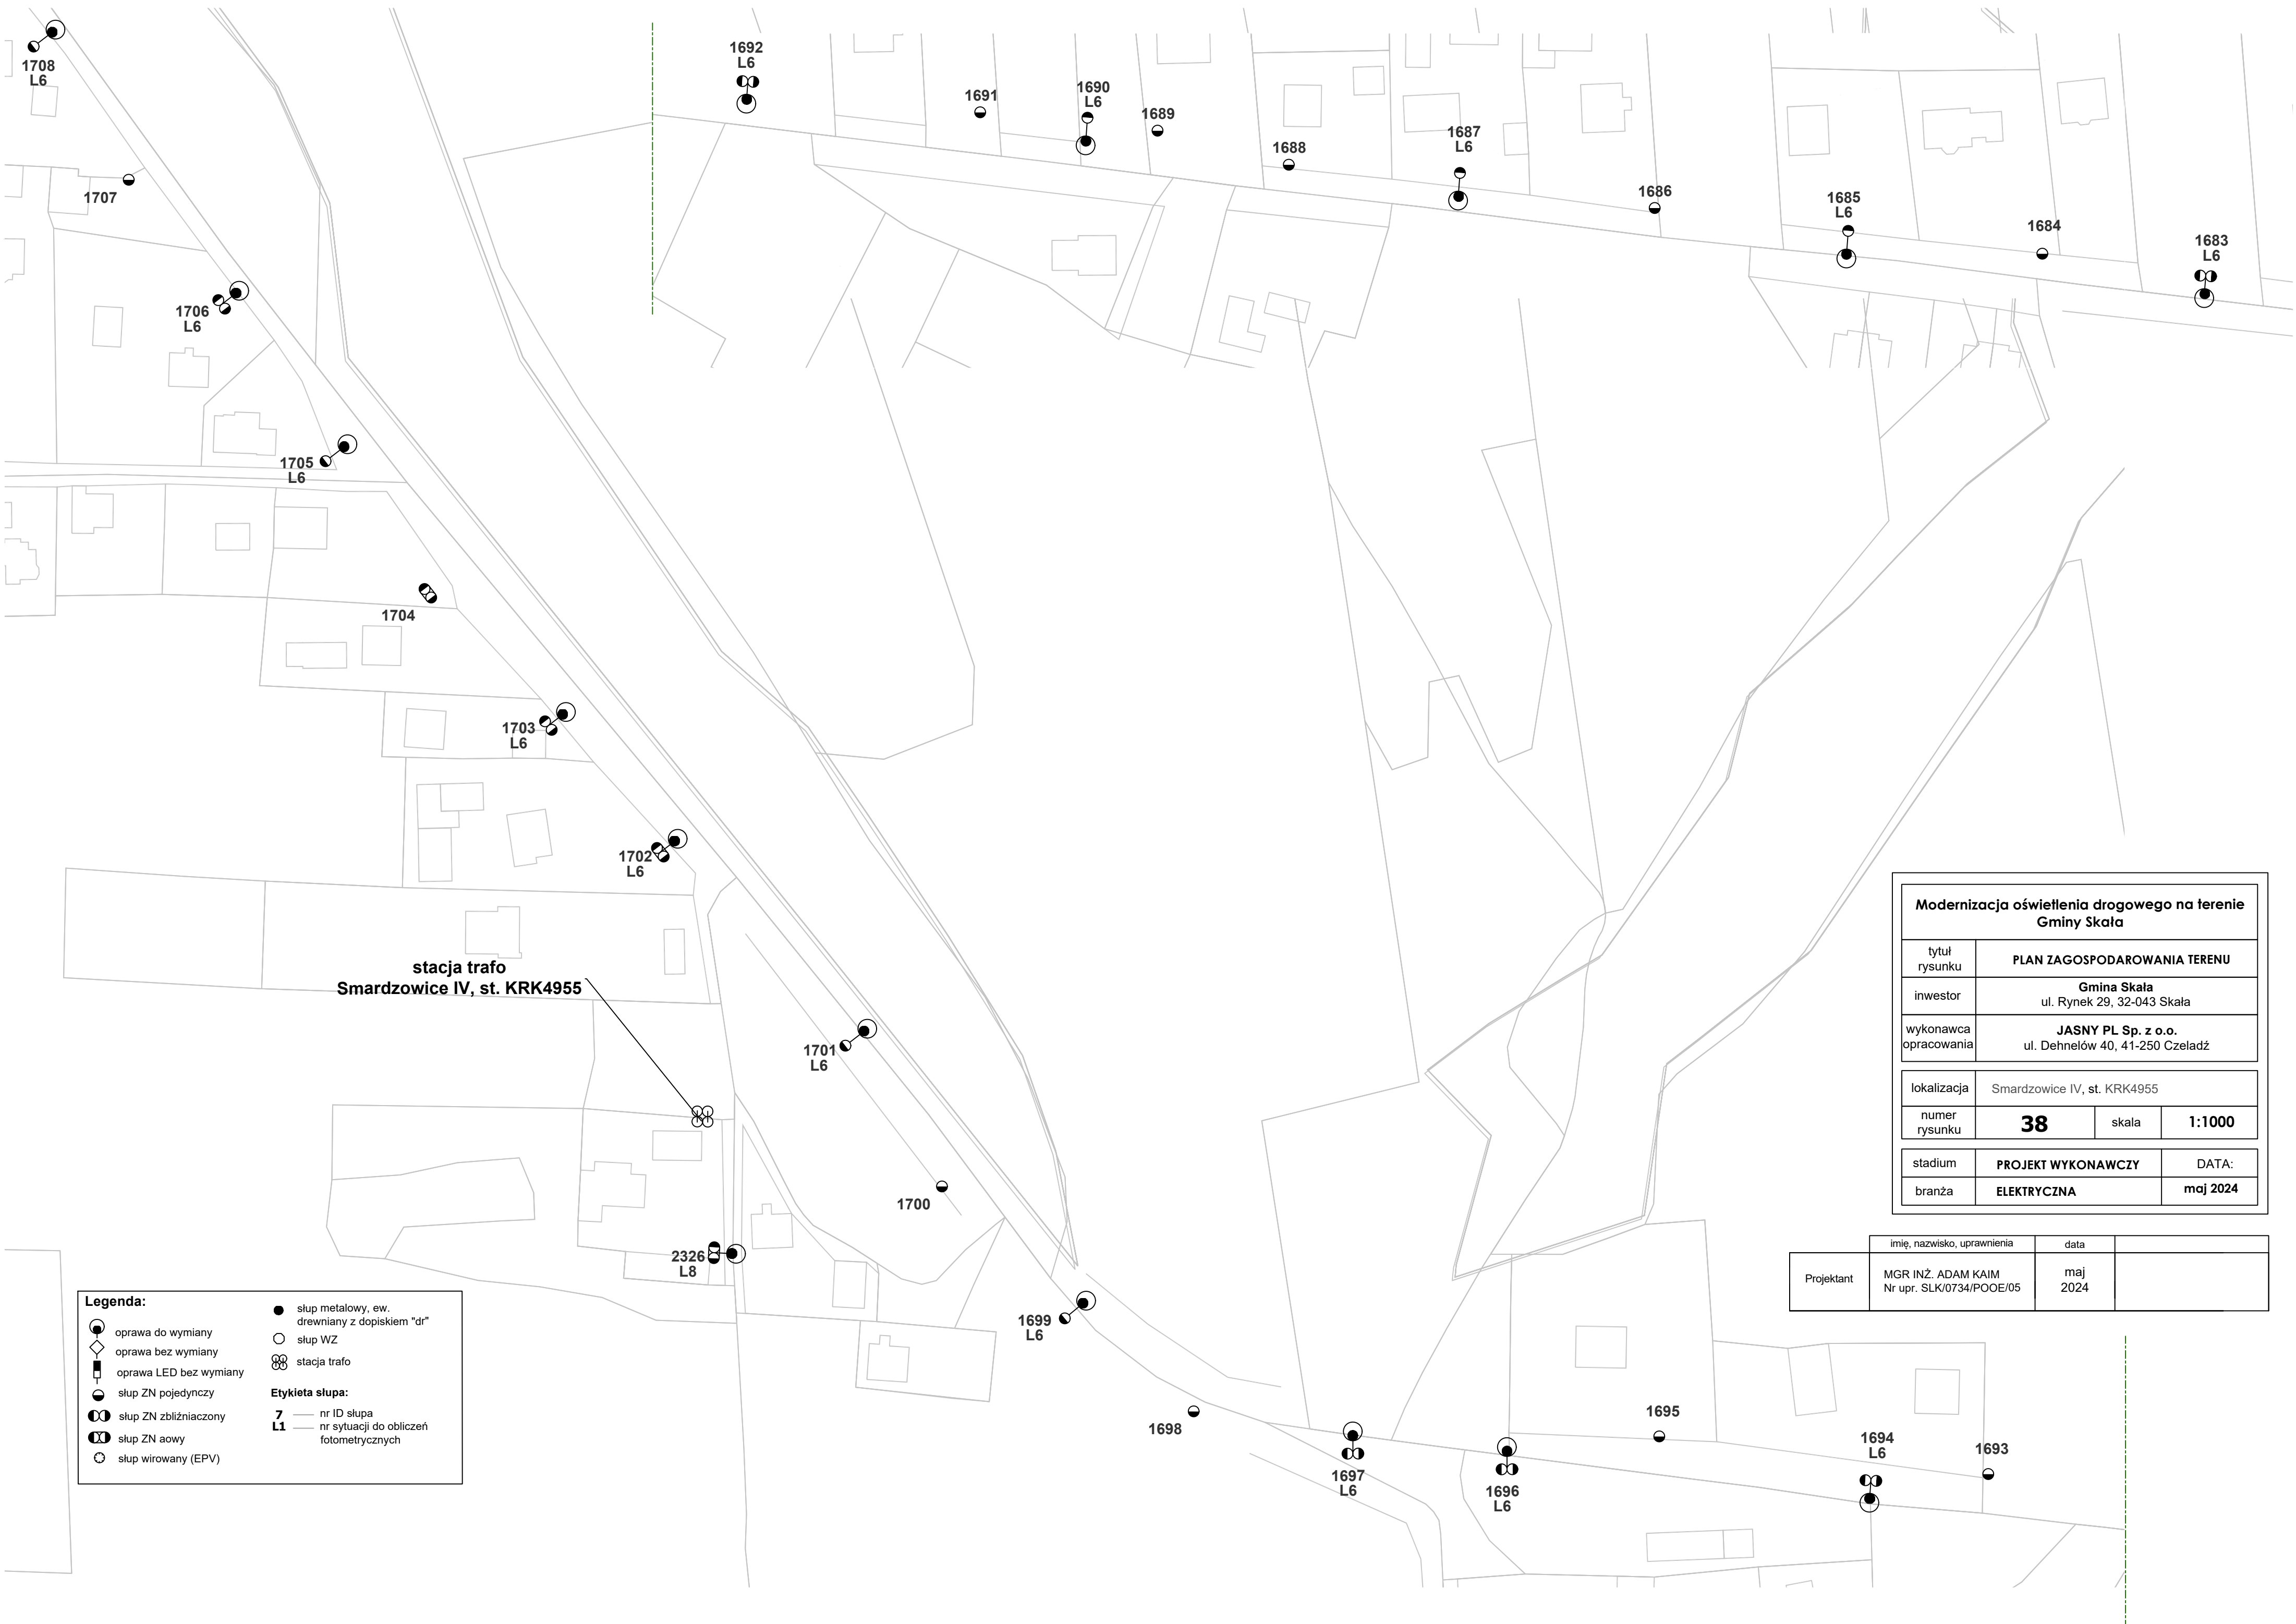 1708
L6
1692
L6
1691
1690
L6
1689
1688
1687
L6
1686
1685
L6
1684
1683
L6
1707
1706
L6
1705
L6
1704
1703
L6
1702
L6
stacja trafo
Smardzowice IV, st. KRK4955
1701
L6
1700
2326
L8
1699
L6
1698
1697
L6
1696
L6
1695
1694
L6
1693
Modernizacja oświetlenia drogowego na terenie
Gminy Skała
tytuł
rysunku
PLAN ZAGOSPODAROWANIA TERENU
inwestor
Gmina Skała
ul. Rynek 29, 32-043 Skała
wykonawca
opracowania
JASNY PL Sp. z o.o.
ul. Dehnelów 40, 41-250 Czeladź
lokalizacja
Smardzowice IV, st. KRK4955
numer
rysunku
38
skala
1:1000
stadium
PROJEKT WYKONAWCZY
DATA:
branża
ELEKTRYCZNA
maj 2024
imię, nazwisko, uprawnienia
data
Projektant
MGR INŻ. ADAM KAIM
Nr upr. SLK/0734/POOE/05
maj
2024
Legenda:
oprawa do wymiany
oprawa bez wymiany
oprawa LED bez wymiany
słup ZN pojedynczy
słup ZN zbliźniaczony
słup ZN aowy
słup wirowany (EPV)
słup metalowy, ew.
drewniany z dopiskiem "dr"
słup WZ
stacja trafo
Etykieta słupa:
7 nr ID słupa
L1 nr sytuacji do obliczeń
fotometrycznych